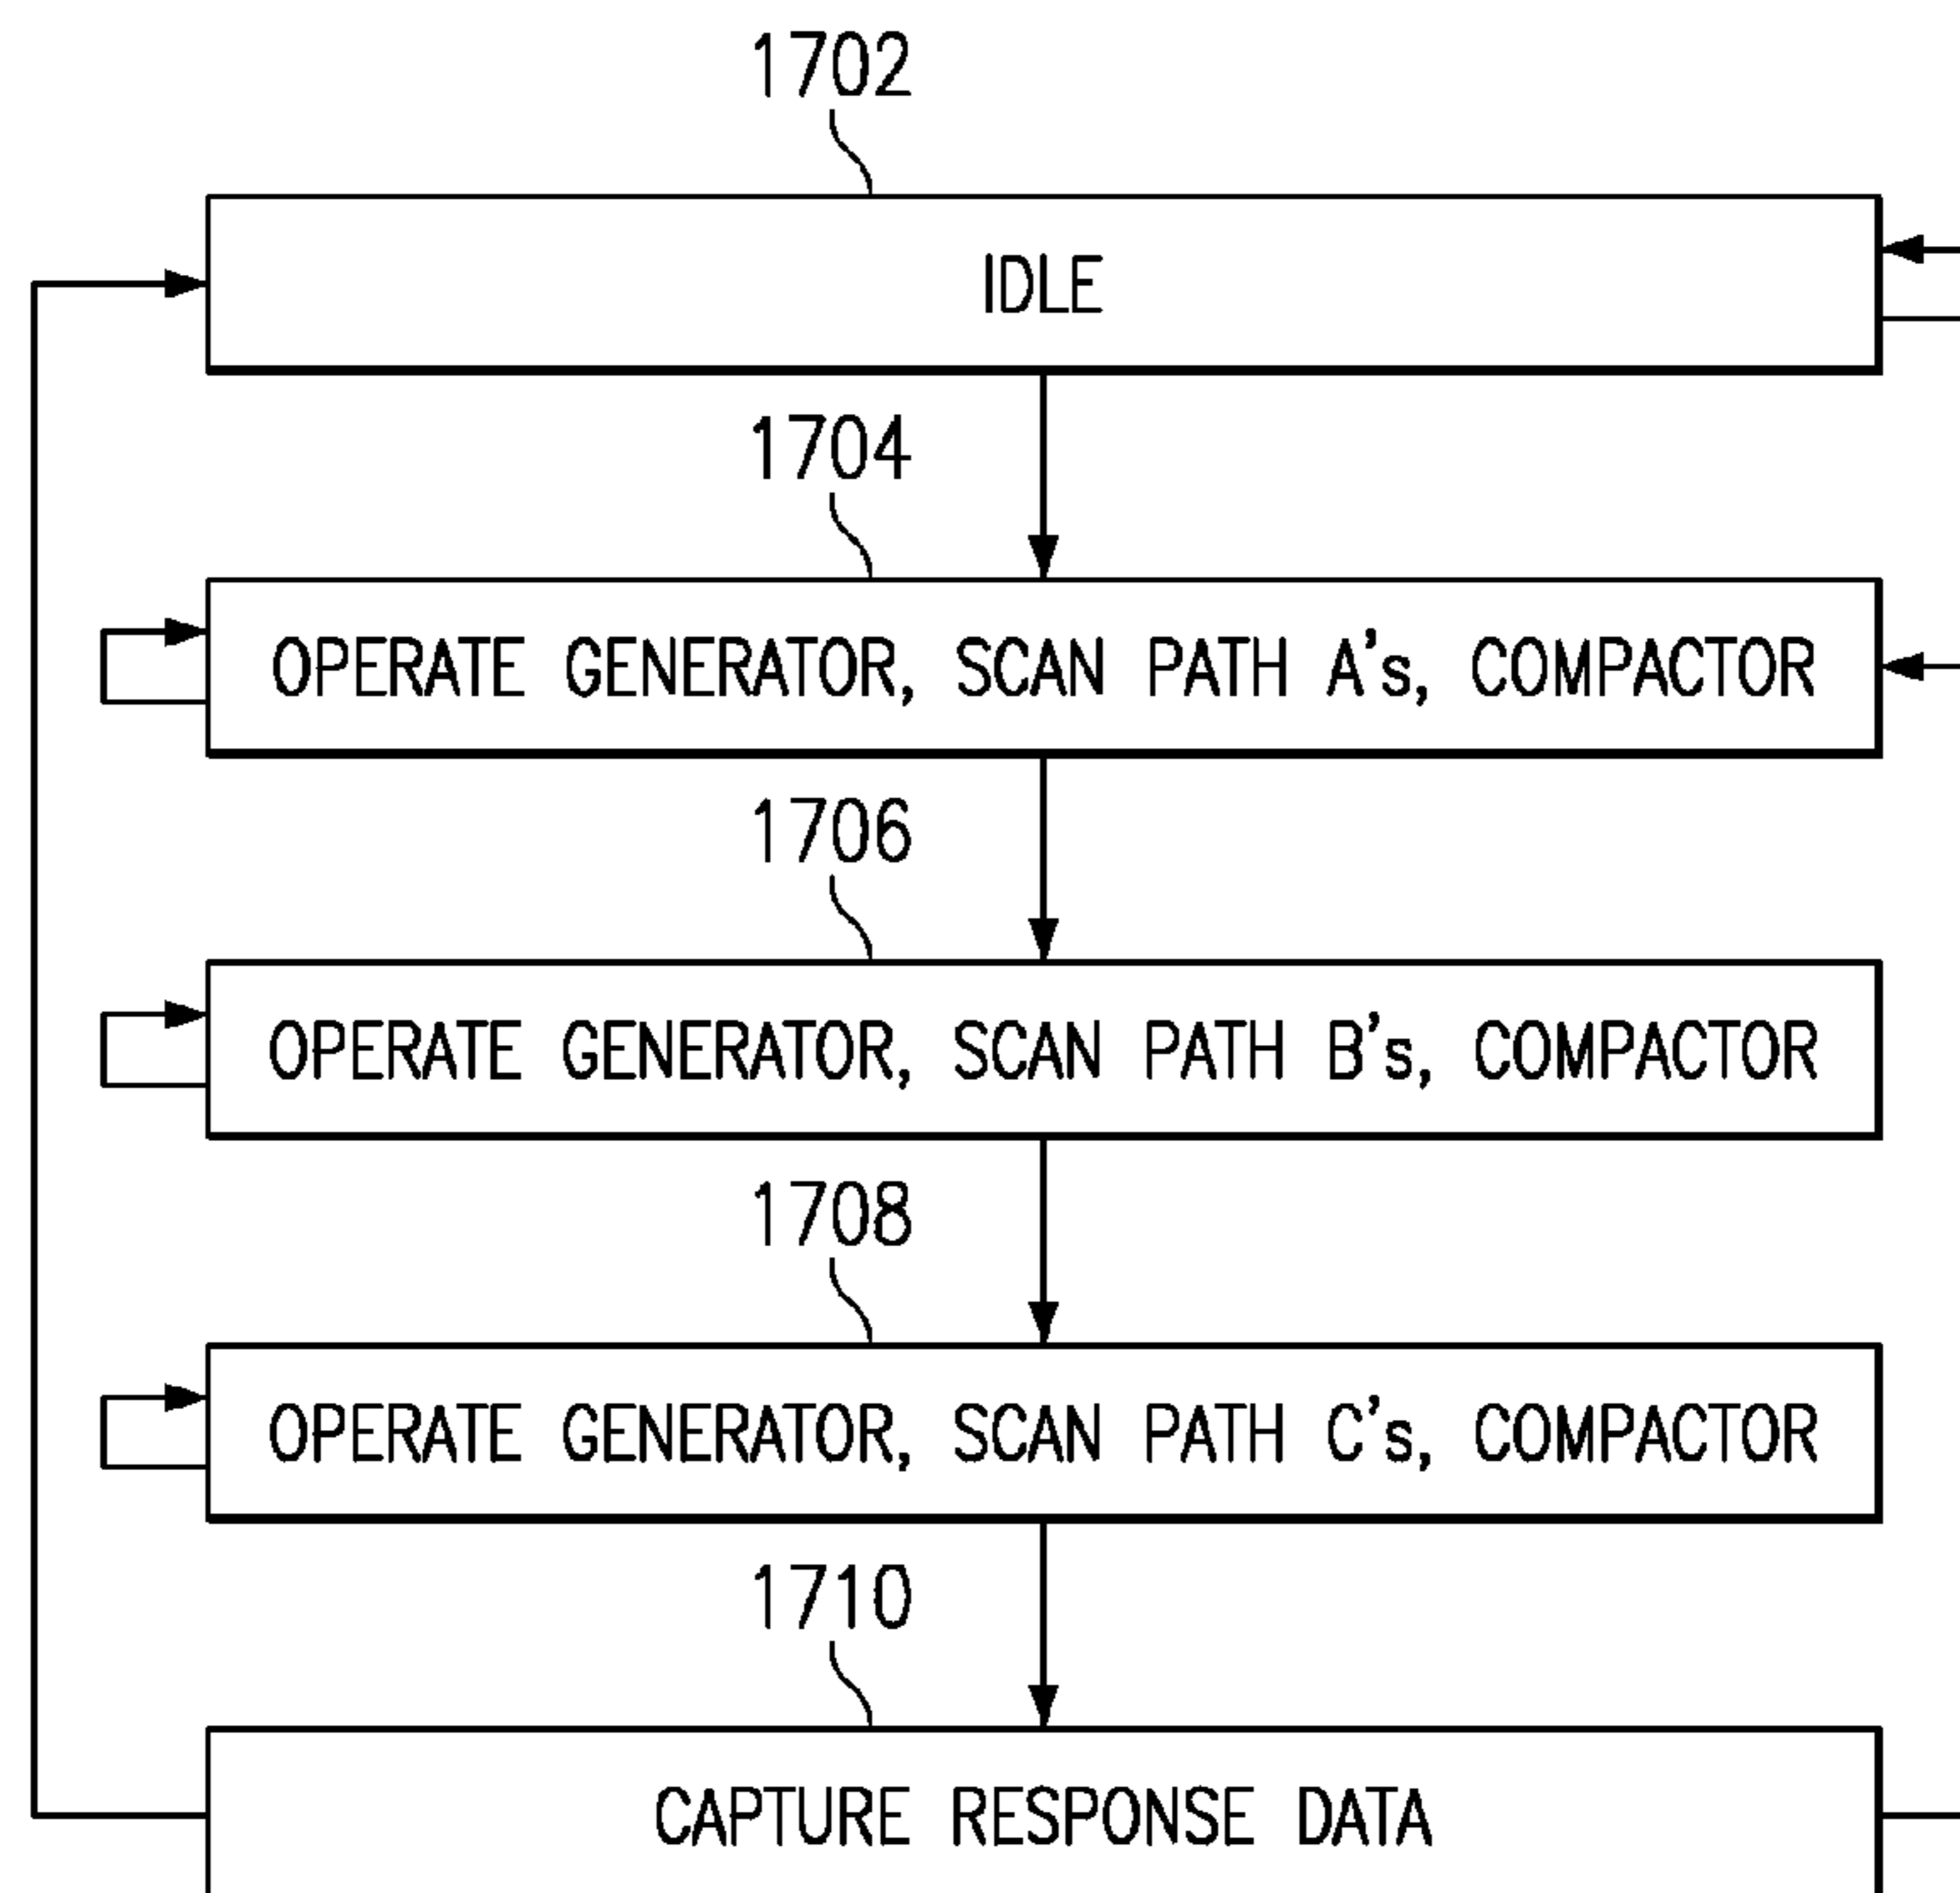 1702
IDLE
1704
OPERATE GENERATOR, SCAN PATH A's, COMPACTOR
1706
OPERATE GENERATOR, SCAN PATH B's, COMPACTOR
1708
OPERATE GENERATOR, SCAN PATH C's, COMPACTOR
1710
CAPTURE RESPONSE DATA